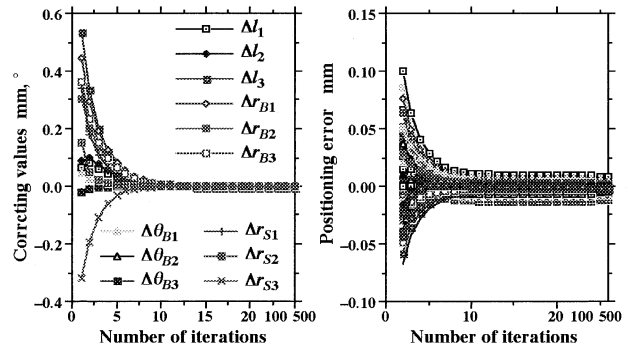 Corrcting values mm,°
0.6
0.4
0.2
0.0
−0.2
−0.4
Δl1
Δl2
Δl3
ΔrB1
ΔrB2
ΔrB3
ΔθB1
ΔθB2
ΔθB3
ΔrS1
ΔrS2
ΔrS3
0 5 10 20 100 500
Number of iterations
Positioning error mm
0.15
0.10
0.05
0.00
−0.05
−0.10
0 10 20 100 500
Number of iterations